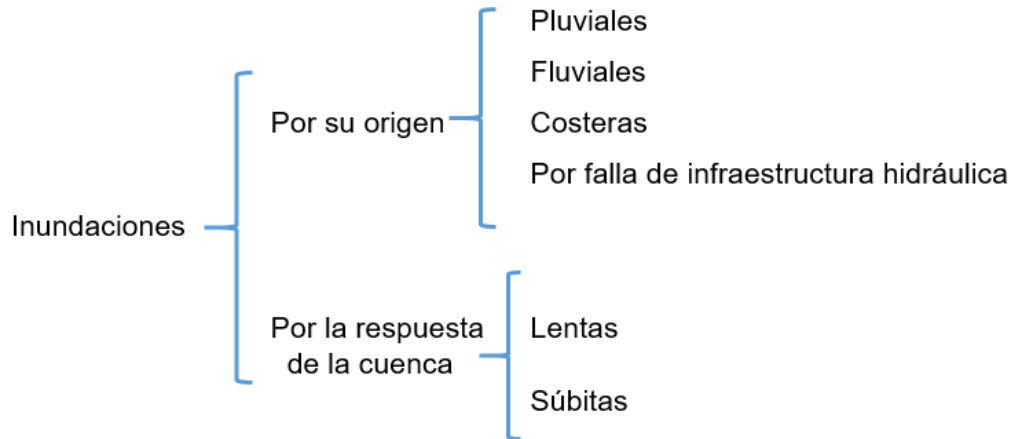 Inundaciones
Por su origen
Pluviales
Fluviales
Costeras
Por falla de infraestructura hidráulica
Por la respuesta
de la cuenca
Lentas
Súbitas